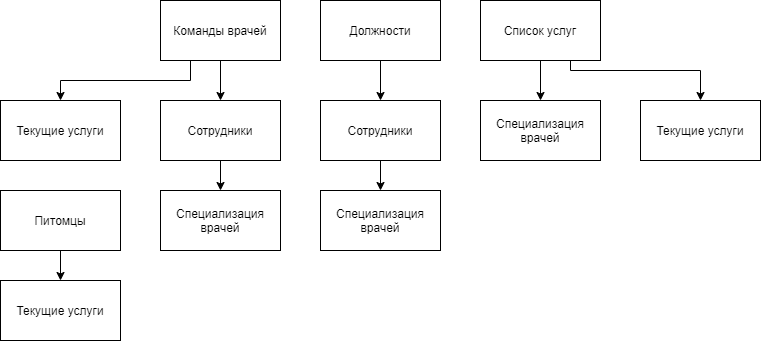 Команды врачей
Должности
Список услуг
Текущие услуги
Сотрудники
Сотрудники
Специализация
врачей
Текущие услуги
Питомцы
Специализация
врачей
Специализация
врачей
Текущие услуги